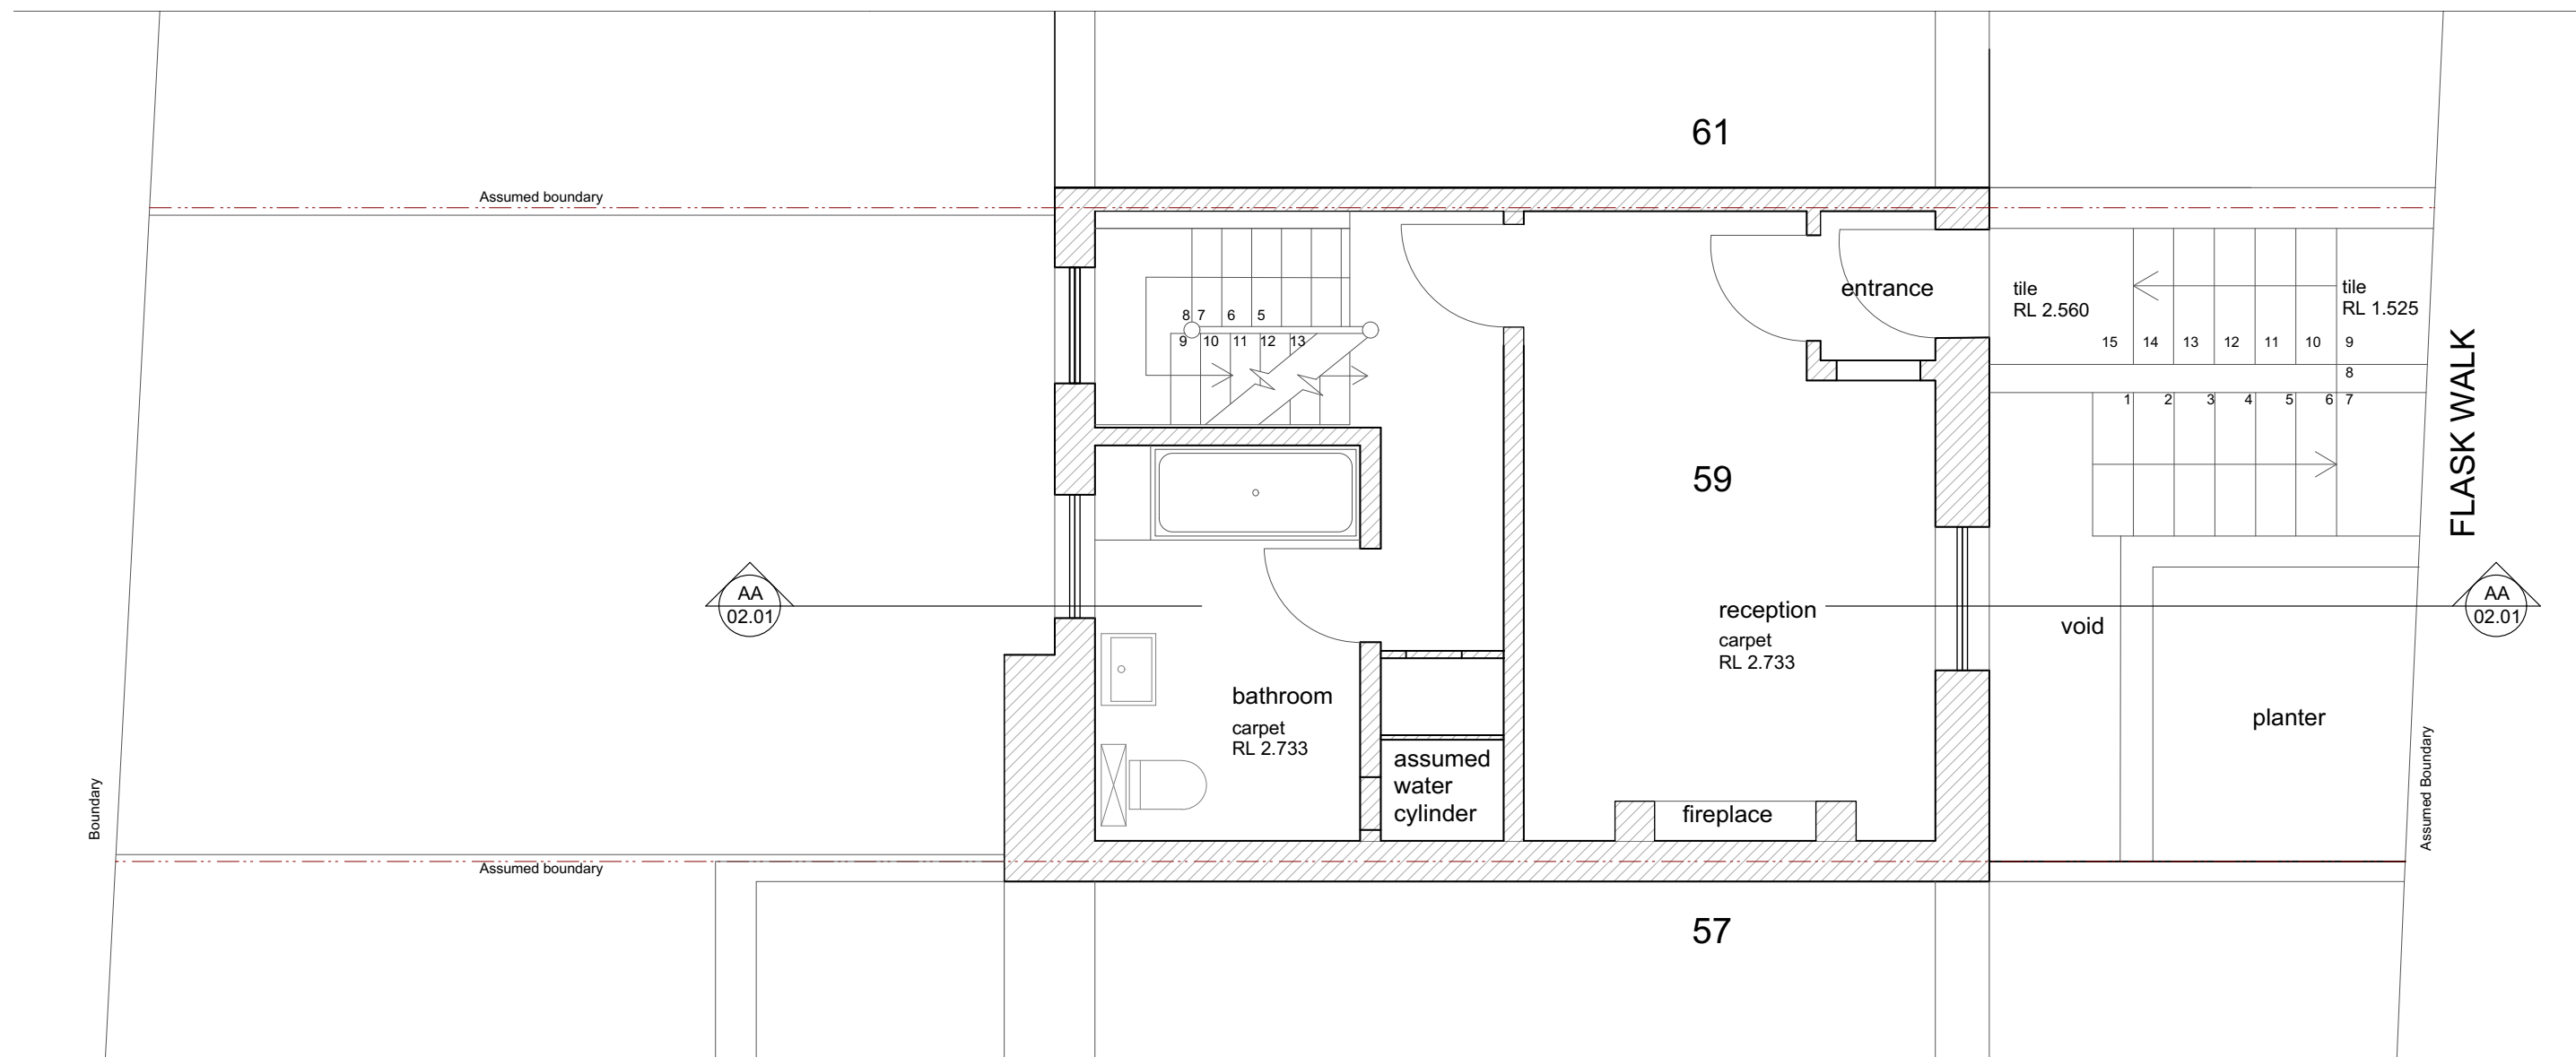 61
Assumed boundary
entrance
tile
RL 2.560
tile
RL 1.525
8 7 6 5
9 10 11 12 13
15 14 13 12 11 10 9
8
1 2 3 4 5 6 7
FLASK WALK
59
AA
02.01
reception
carpet
RL 2.733
void
AA
02.01
bathroom
carpet
RL 2.733
planter
assumed
water
cylinder
fireplace
Boundary
Assumed Boundary
Assumed boundary
57